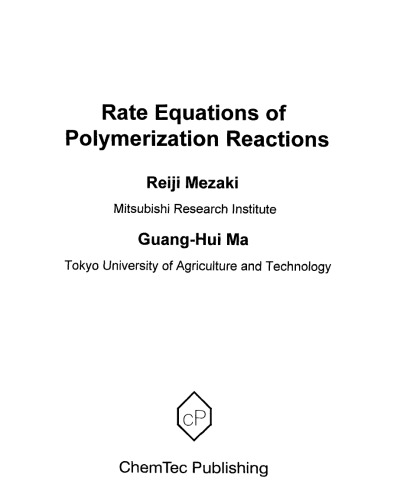 Rate Equations of
Polymerization Reactions
Reiji Mezaki
Mitsubishi Research Institute
Guang-Hui Ma
Tokyo University of Agriculture and Technology
cP
ChemTec Publishing